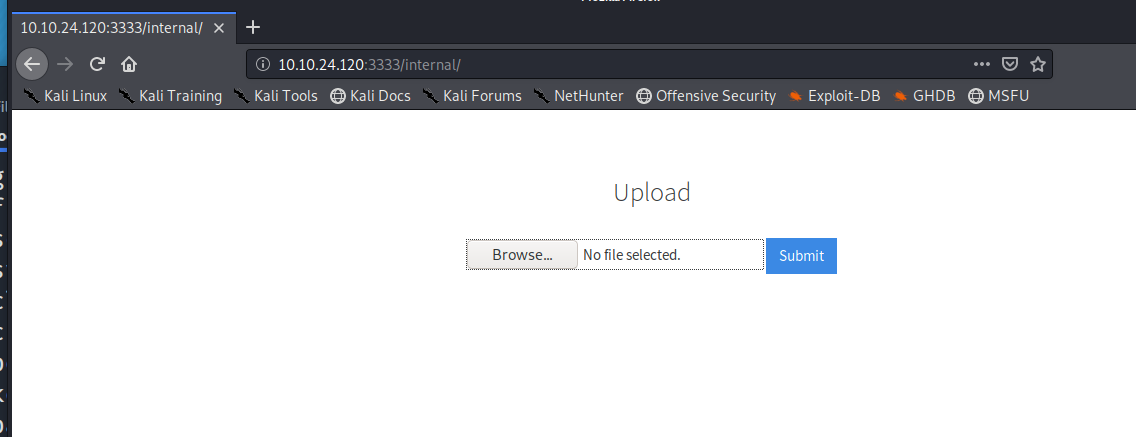 10.10.24.120:3333/internal/
10.10.24.120:3333/internal/
Kali Linux Kali Training Kali Tools Kali Docs Kali Forums NetHunter Offensive Security Exploit-DB GHDB MSFU
Upload
Browse... No file selected. Submit